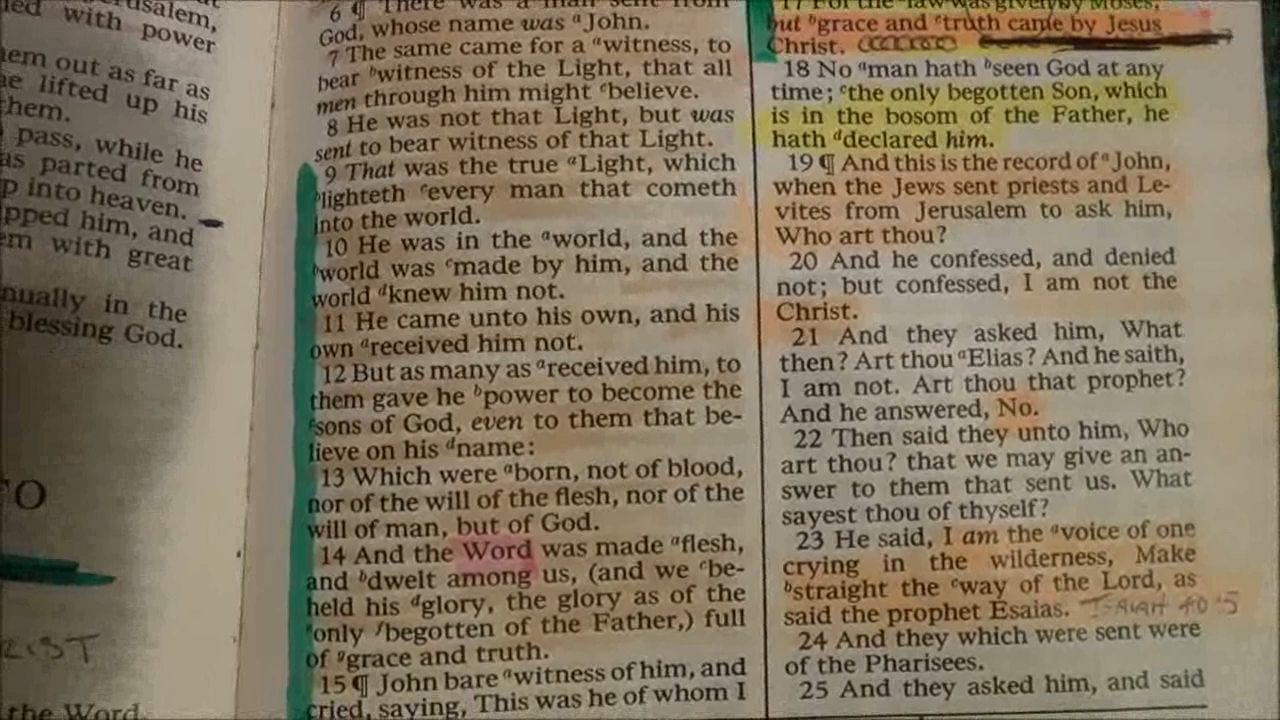 rusalem,
ed with power
em out as far as
he lifted up his
them.
pass, while he
as parted from
p into heaven.
pped him, and
em with great
nually in the
blessing God.
TO
RIST
the Word
6 ¶ There was a man sent from
God, whose name was ᵃJohn.
7 The same came for a ᵃwitness, to
bear ᵇwitness of the Light, that all
men through him might ᶜbelieve.
8 He was not that Light, but was
sent to bear witness of that Light.
9 That was the true ᵃLight, which
ᵇlighteth ᶜevery man that cometh
into the world.
10 He was in the ᵃworld, and the
ᵇworld was ᶜmade by him, and the
world ᵈknew him not.
11 He came unto his own, and his
own ᵃreceived him not.
12 But as many as ᵃreceived him, to
them gave he ᵇpower to become the
ᶜsons of God, even to them that be-
lieve on his ᵈname:
13 Which were ᵃborn, not of blood,
nor of the will of the flesh, nor of the
will of man, but of God.
14 And the Word was made ᵃflesh,
and ᵇdwelt among us, (and we ᶜbe-
held his ᵈglory, the glory as of the
ᵉonly ᶠbegotten of the Father,) full
of ᵍgrace and truth.
15 ¶ John bare ᵃwitness of him, and
cried, saying, This was he of whom I
17 For the law was given by Moses,
but ᵇgrace and ᶜtruth came by Jesus
Christ.
18 No ᵃman hath ᵇseen God at any
time; ᶜthe only begotten Son, which
is in the bosom of the Father, he
hath ᵈdeclared him.
19 ¶ And this is the record of ᵃJohn,
when the Jews sent priests and Le-
vites from Jerusalem to ask him,
Who art thou?
20 And he confessed, and denied
not; but confessed, I am not the
Christ.
21 And they asked him, What
then? Art thou ᵃElias? And he saith,
I am not. Art thou that prophet?
And he answered, No.
22 Then said they unto him, Who
art thou? that we may give an an-
swer to them that sent us. What
sayest thou of thyself?
23 He said, I am the ᵃvoice of one
crying in the wilderness, Make
ᵇstraight the ᶜway of the Lord, as
said the prophet Esaias. ISAIAH 40:5
24 And they which were sent were
of the Pharisees.
25 And they asked him, and said